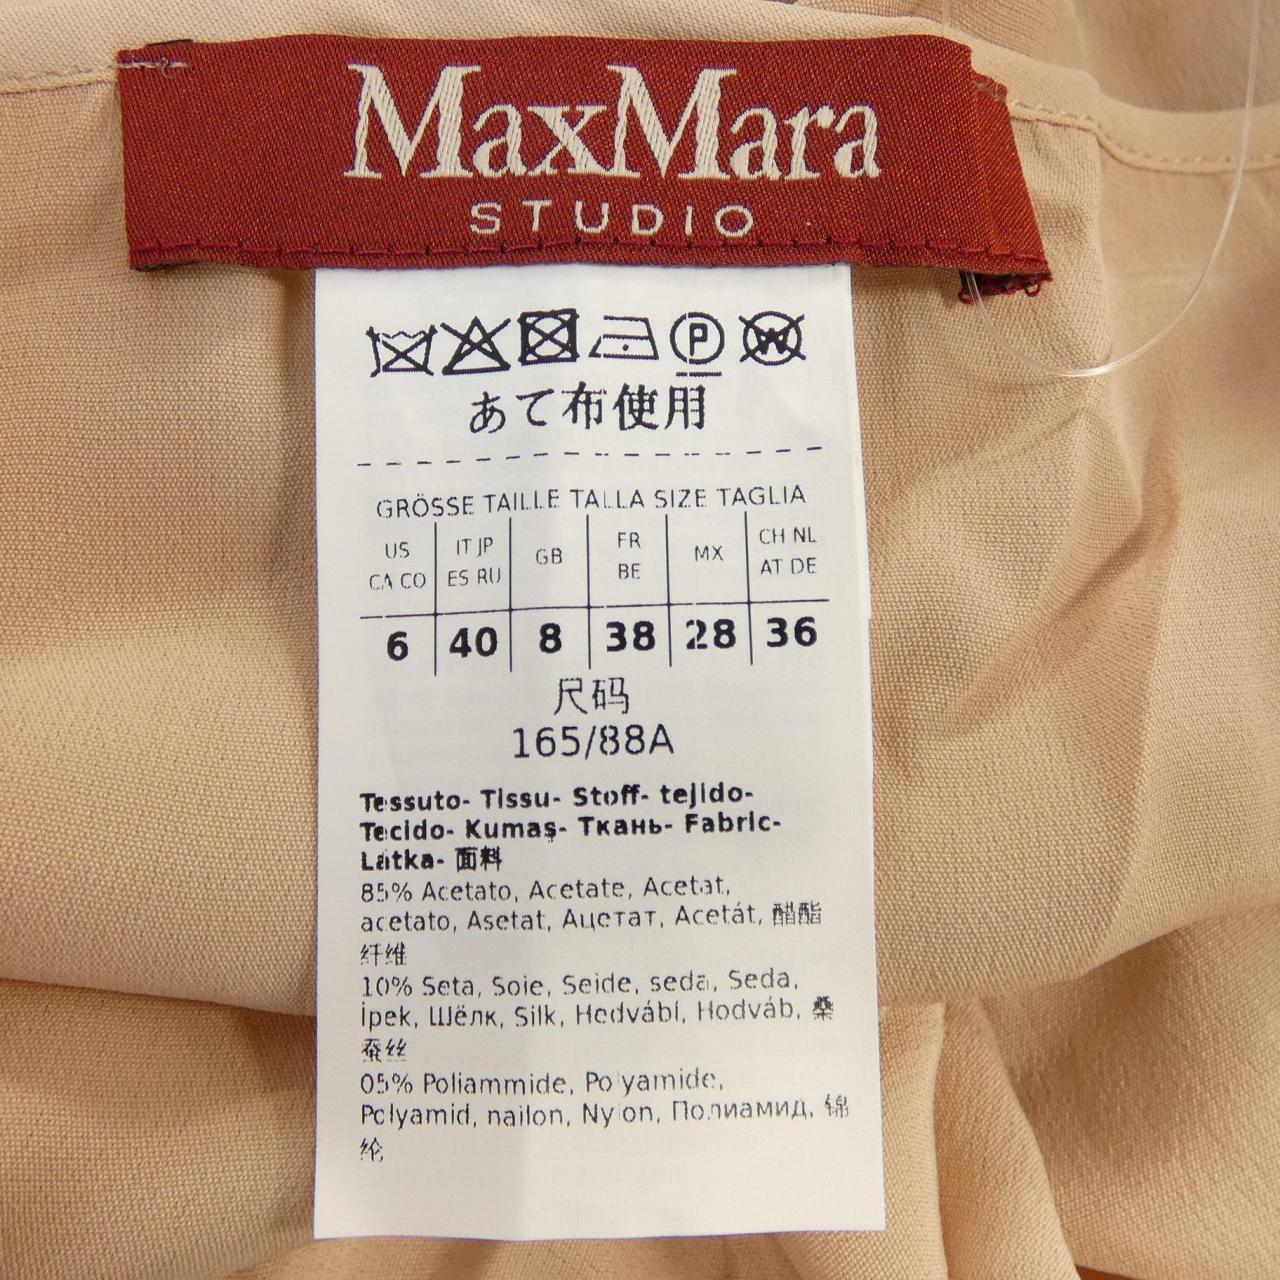 MaxMara
STUDIO
P W
あて布使用
GRÖSSE TAILLE TALLA SIZE TAGLIA
US IT JP GB FR MX CH NL
CA CO ES RU BE AT DE
6 40 8 38 28 36
尺码
165/88A
Tessuto- Tissu- Stoff- tejido-
Tecido- Kumaş- Ткань- Fabric-
Látka- 面料
85% Acetato, Acetate, Acetat,
acetato, Asetat, Ацетат, Acetát, 醋酯
纤维
10% Seta, Soie, Seide, seda, Seda,
İpek, Шёлк, Silk, Hedvábí, Hodváb, 桑
蚕丝
05% Poliammide, Polyamide,
Polyamid, nailon, Nylon, Полиамид, 锦
纶